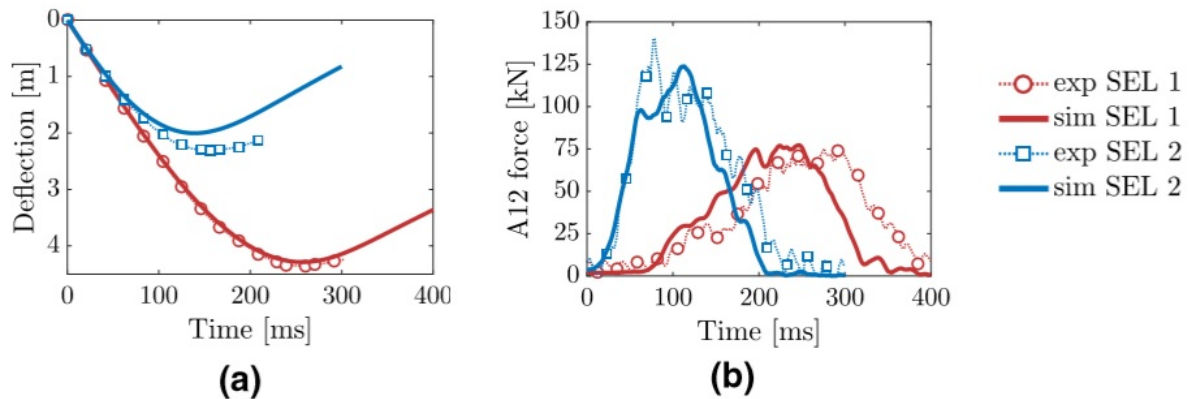 0
1
2
3
4
Deflection [m]
0 100 200 300 400
Time [ms]
(a)
150
125
100
75
50
25
0
A12 force [kN]
0 100 200 300 400
Time [ms]
(b)
exp SEL 1
sim SEL 1
exp SEL 2
sim SEL 2